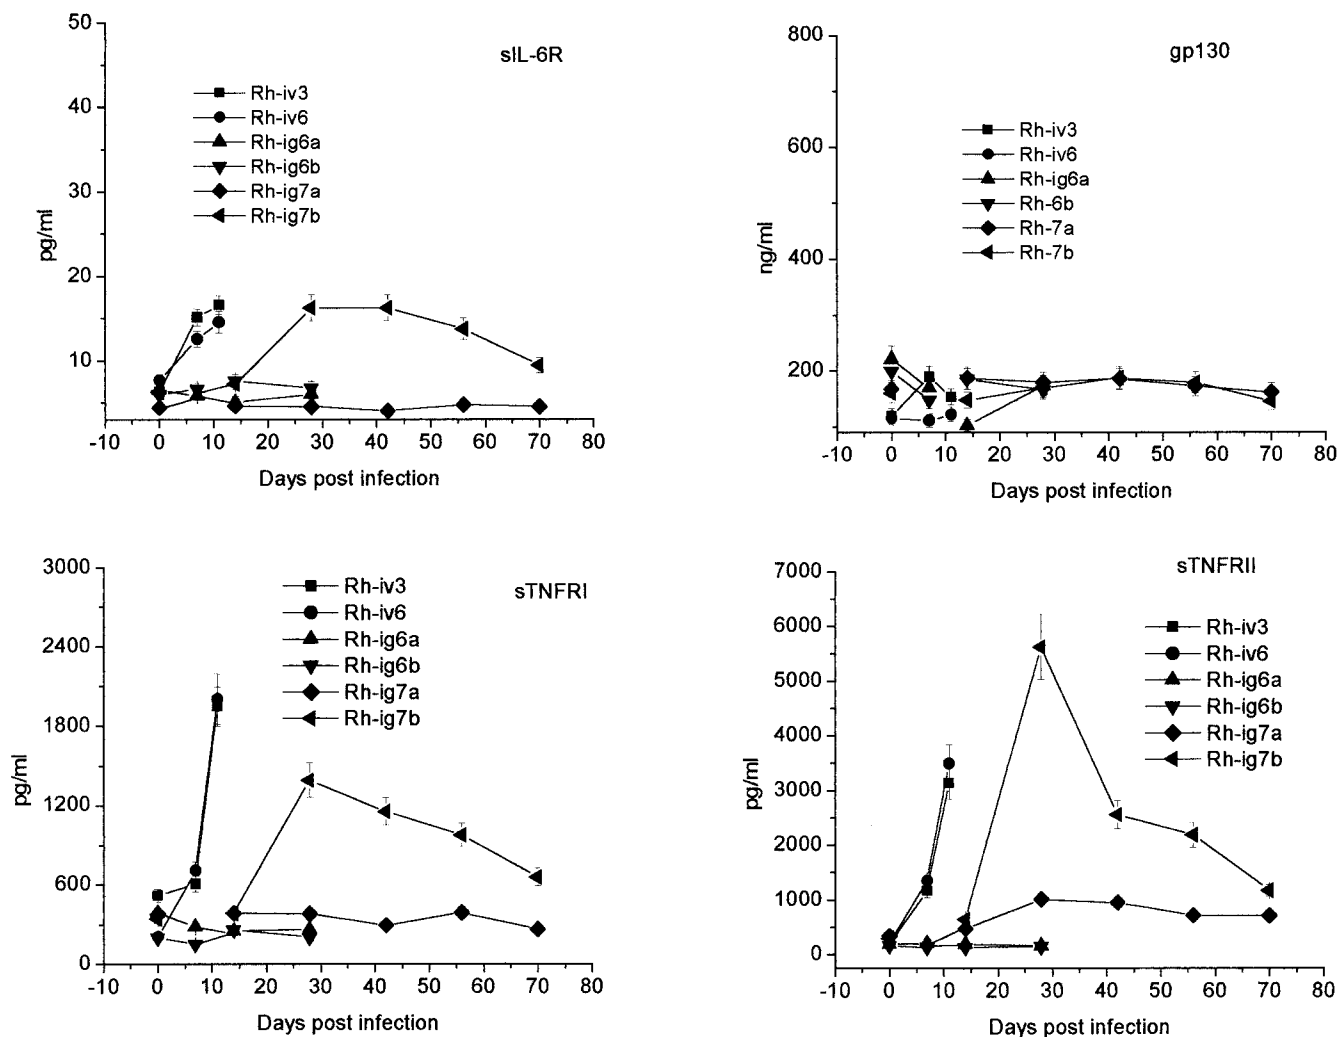 sIL-6R
50
40
30
20
10
pg/ml
Rh-iv3
Rh-iv6
Rh-ig6a
Rh-ig6b
Rh-ig7a
Rh-ig7b
-10 0 10 20 30 40 50 60 70 80
Days post infection
gp130
800
600
400
200
ng/ml
Rh-iv3
Rh-iv6
Rh-ig6a
Rh-6b
Rh-7a
Rh-7b
-10 0 10 20 30 40 50 60 70 80
Days post infection
sTNFRI
3000
2400
1800
1200
600
0
pg/ml
Rh-iv3
Rh-iv6
Rh-ig6a
Rh-ig6b
Rh-ig7a
Rh-ig7b
-10 0 10 20 30 40 50 60 70 80
Days post infection
sTNFRII
7000
6000
5000
4000
3000
2000
1000
0
pg/ml
Rh-iv3
Rh-iv6
Rh-ig6a
Rh-ig6b
Rh-ig7a
Rh-ig7b
-10 0 10 20 30 40 50 60 70 80
Days post infection